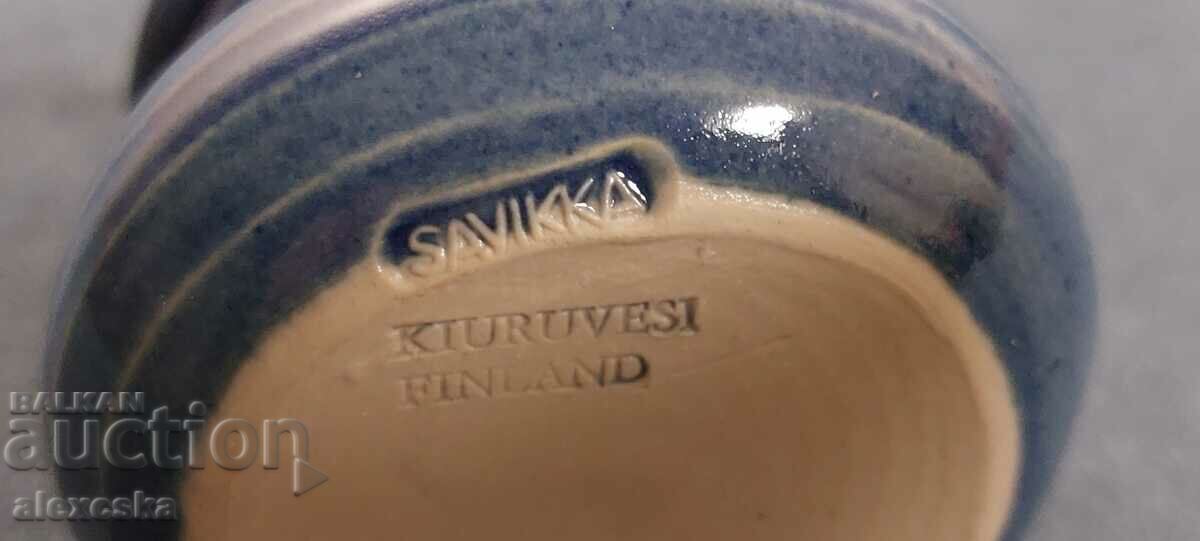 SAVIKKA
KIURUVESI
FINLAND
BALKAN
auction
alexcska